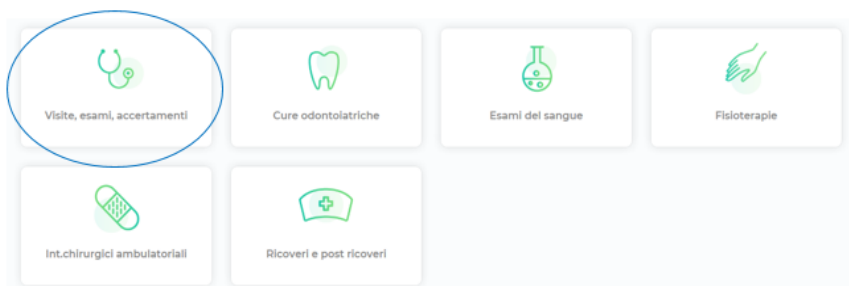 Visite, esami, accertamenti
Cure odontoiatriche
Esami del sangue
Fisioterapie
Int.chirurgici ambulatoriali
Ricoveri e post ricoveri